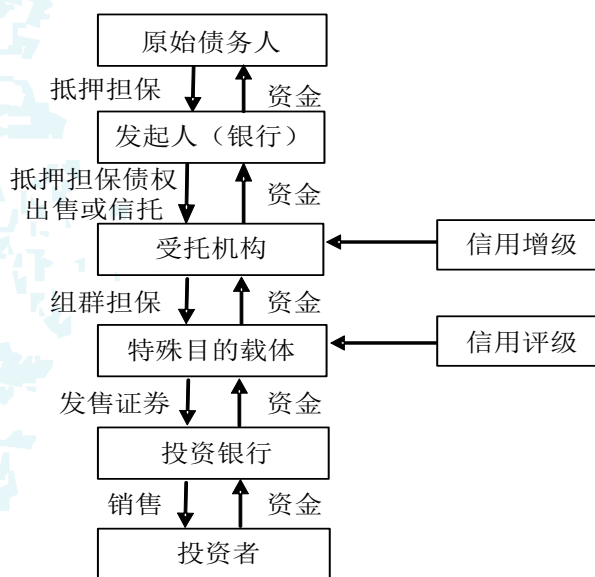 原始债务人
抵押担保
资金
发起人（银行）
抵押担保债权
出售或信托
资金
受托机构
信用增级
组群担保
资金
特殊目的载体
信用评级
发售证券
资金
投资银行
销售
资金
投资者